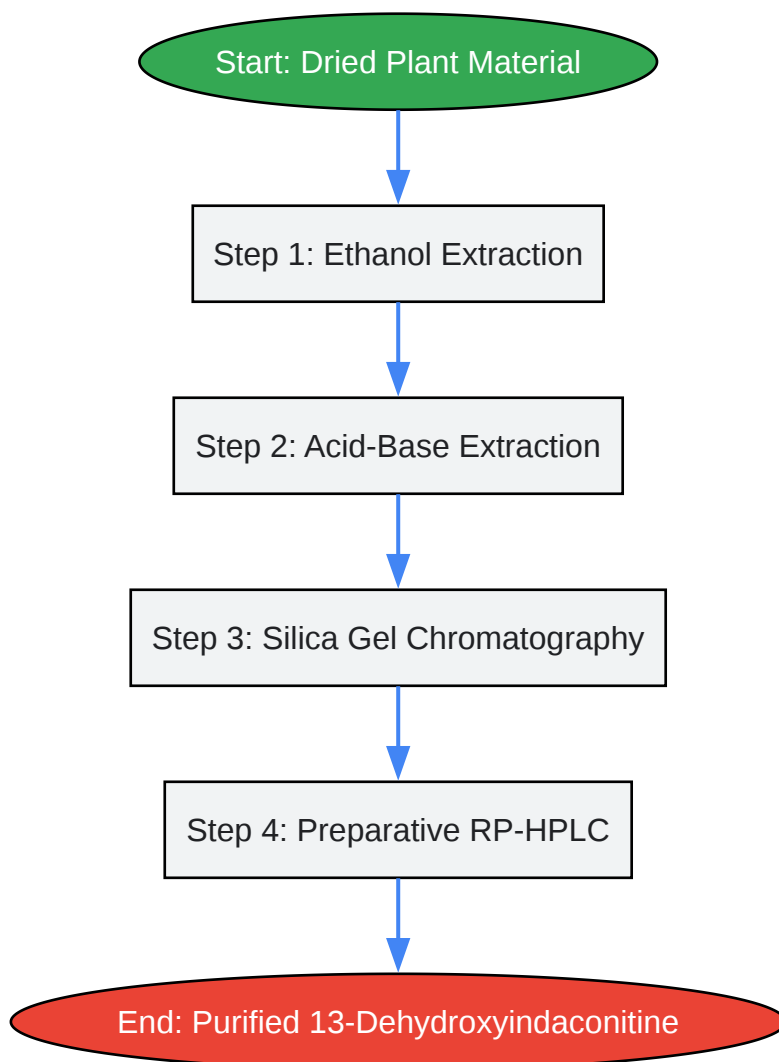 Start: Dried Plant Material
Step 1: Ethanol Extraction
Step 2: Acid-Base Extraction
Step 3: Silica Gel Chromatography
Step 4: Preparative RP-HPLC
End: Purified 13-Dehydroxyindaconitine